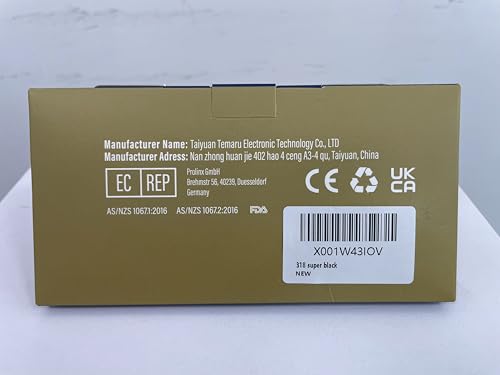 Manufacturer Name: Taiyuan Temaru Electronic Technology Co., LTD
Manufacturer Adress: Nan zhong huan jie 402 hao 4 ceng A3-4 qu, Taiyuan, China
EC REP
Prolinx GmbH
Brehmstr 56, 40239, Duesseldorf
Germany
CE
UK
CA
AS/NZS 1067.1:2016 AS/NZS 1067.2:2016 FDA
X001W43IOV
318 super black
NEW